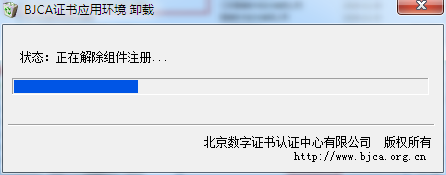 BJCA证书应用环境 卸载
状态：正在解除组件注册...
北京数字证书认证中心有限公司 版权所有
http://www.bjca.org.cn